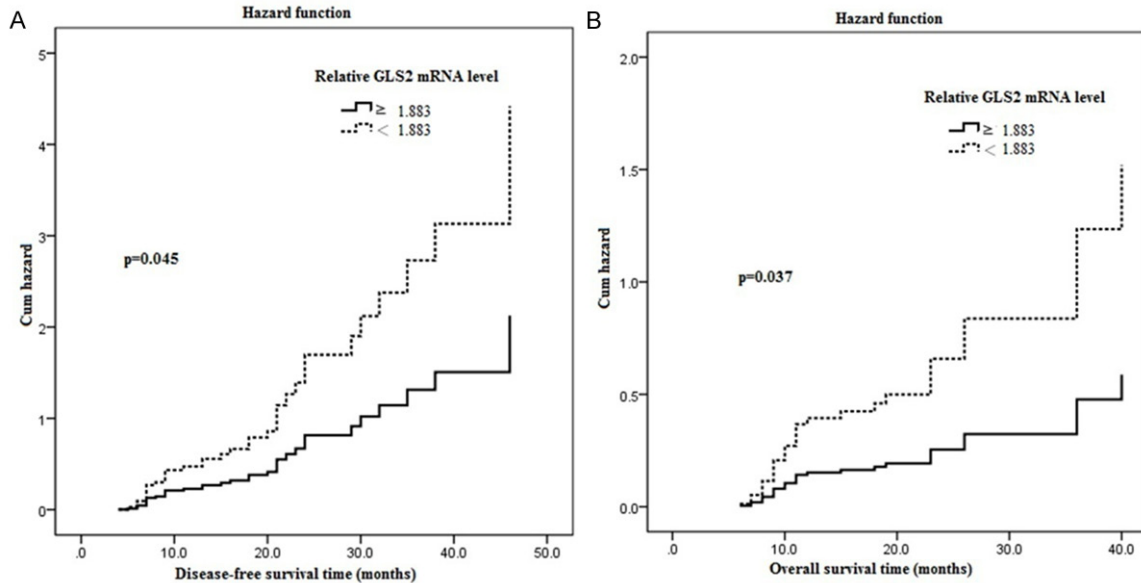 A
Hazard function
5
4
3
2
1
0
Cum hazard
Relative GLS2 mRNA level
≥ 1.883
< 1.883
p=0.045
.0 10.0 20.0 30.0 40.0 50.0
Disease-free survival time (months)
B
Hazard function
2.0
1.5
1.0
0.5
0.0
Cum hazard
Relative GLS2 mRNA level
≥ 1.883
< 1.883
p=0.037
.0 10.0 20.0 30.0 40.0
Overall survival time (months)